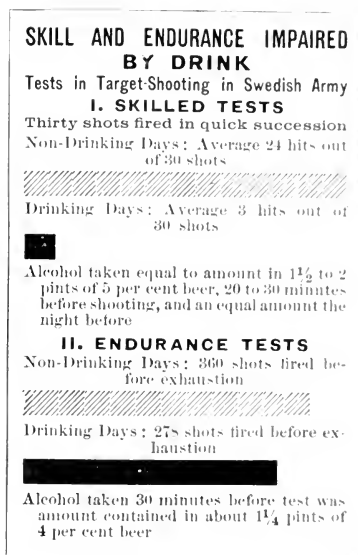 SKILL AND ENDURANCE IMPAIRED
BY DRINK
Tests in Target-Shooting in Swedish Army
I. SKILLED TESTS
Thirty shots fired in quick succession
Non-Drinking Days: Average 24 hits out
of 30 shots
Drinking Days: Average 3 hits out of
30 shots
Alcohol taken equal to amount in 1½ to 2
pints of 5 per cent beer, 20 to 30 minutes
before shooting, and an equal amount the
night before
II. ENDURANCE TESTS
Non-Drinking Days: 360 shots fired be-
fore exhaustion
Drinking Days: 278 shots fired before ex-
haustion
Alcohol taken 30 minutes before test was
amount contained in about 1¼ pints of
4 per cent beer